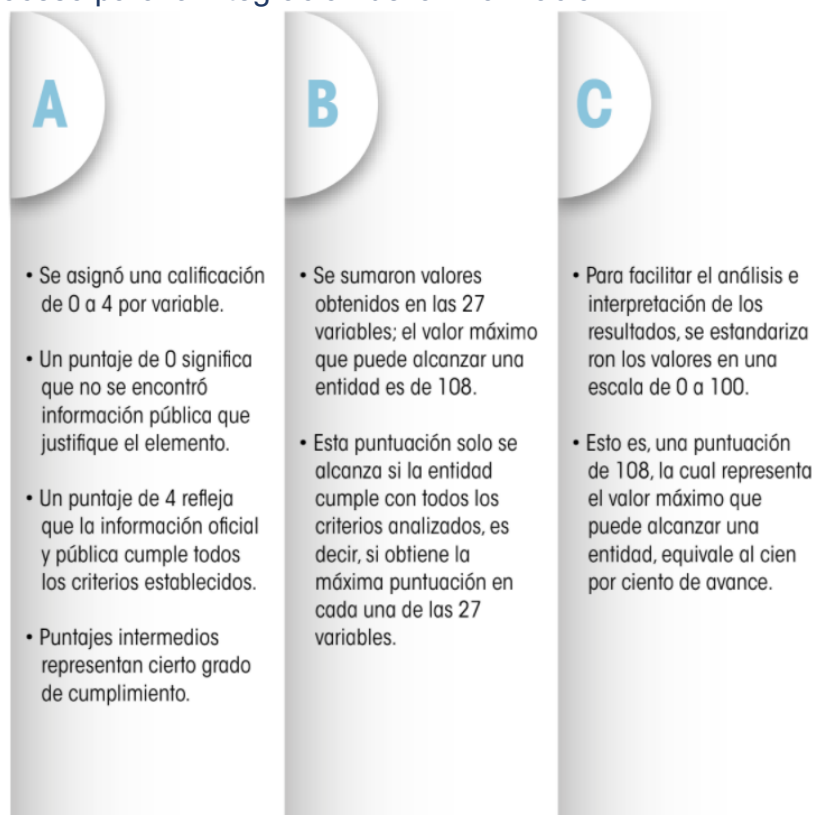 A
• Se asignó una calificación
de 0 a 4 por variable.
• Un puntaje de 0 significa
que no se encontró
información pública que
justifique el elemento.
• Un puntaje de 4 refleja
que la información oficial
y pública cumple todos
los criterios establecidos.
• Puntajes intermedios
representan cierto grado
de cumplimiento.
B
• Se sumaron valores
obtenidos en las 27
variables; el valor máximo
que puede alcanzar una
entidad es de 108.
• Esta puntuación solo se
alcanza si la entidad
cumple con todos los
criterios analizados, es
decir, si obtiene la
máxima puntuación en
cada una de las 27
variables.
C
• Para facilitar el análisis e
interpretación de los
resultados, se estandariza
ron los valores en una
escala de 0 a 100.
• Esto es, una puntuación
de 108, la cual representa
el valor máximo que
puede alcanzar una
entidad, equivale al cien
por ciento de avance.